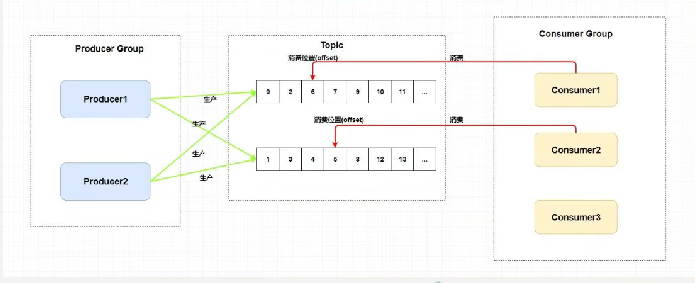 Producer Group
Topic
Consumer Group
消费位置(offset)
消费
Producer1
生产
0 2 6 7 9 10 11 ...
Consumer1
生产
消费位置(offset)
消费
Producer2
生产
生产
1 3 4 5 8 12 13 ...
Consumer2
Consumer3